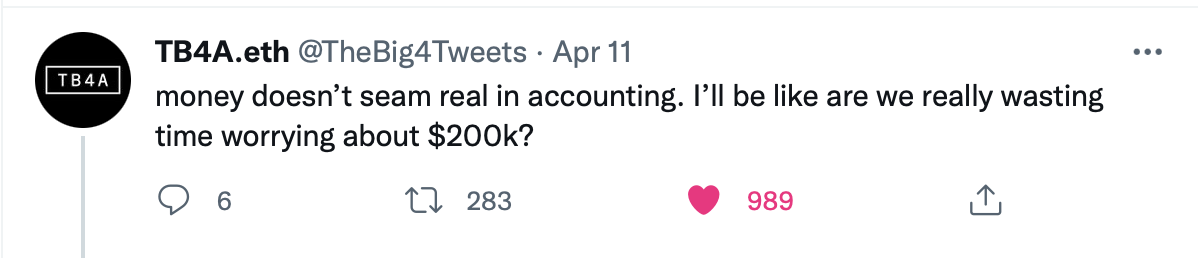 TB4A
TB4A.eth @TheBig4Tweets · Apr 11
money doesn’t seam real in accounting. I’ll be like are we really wasting
time worrying about $200k?
6 283 989